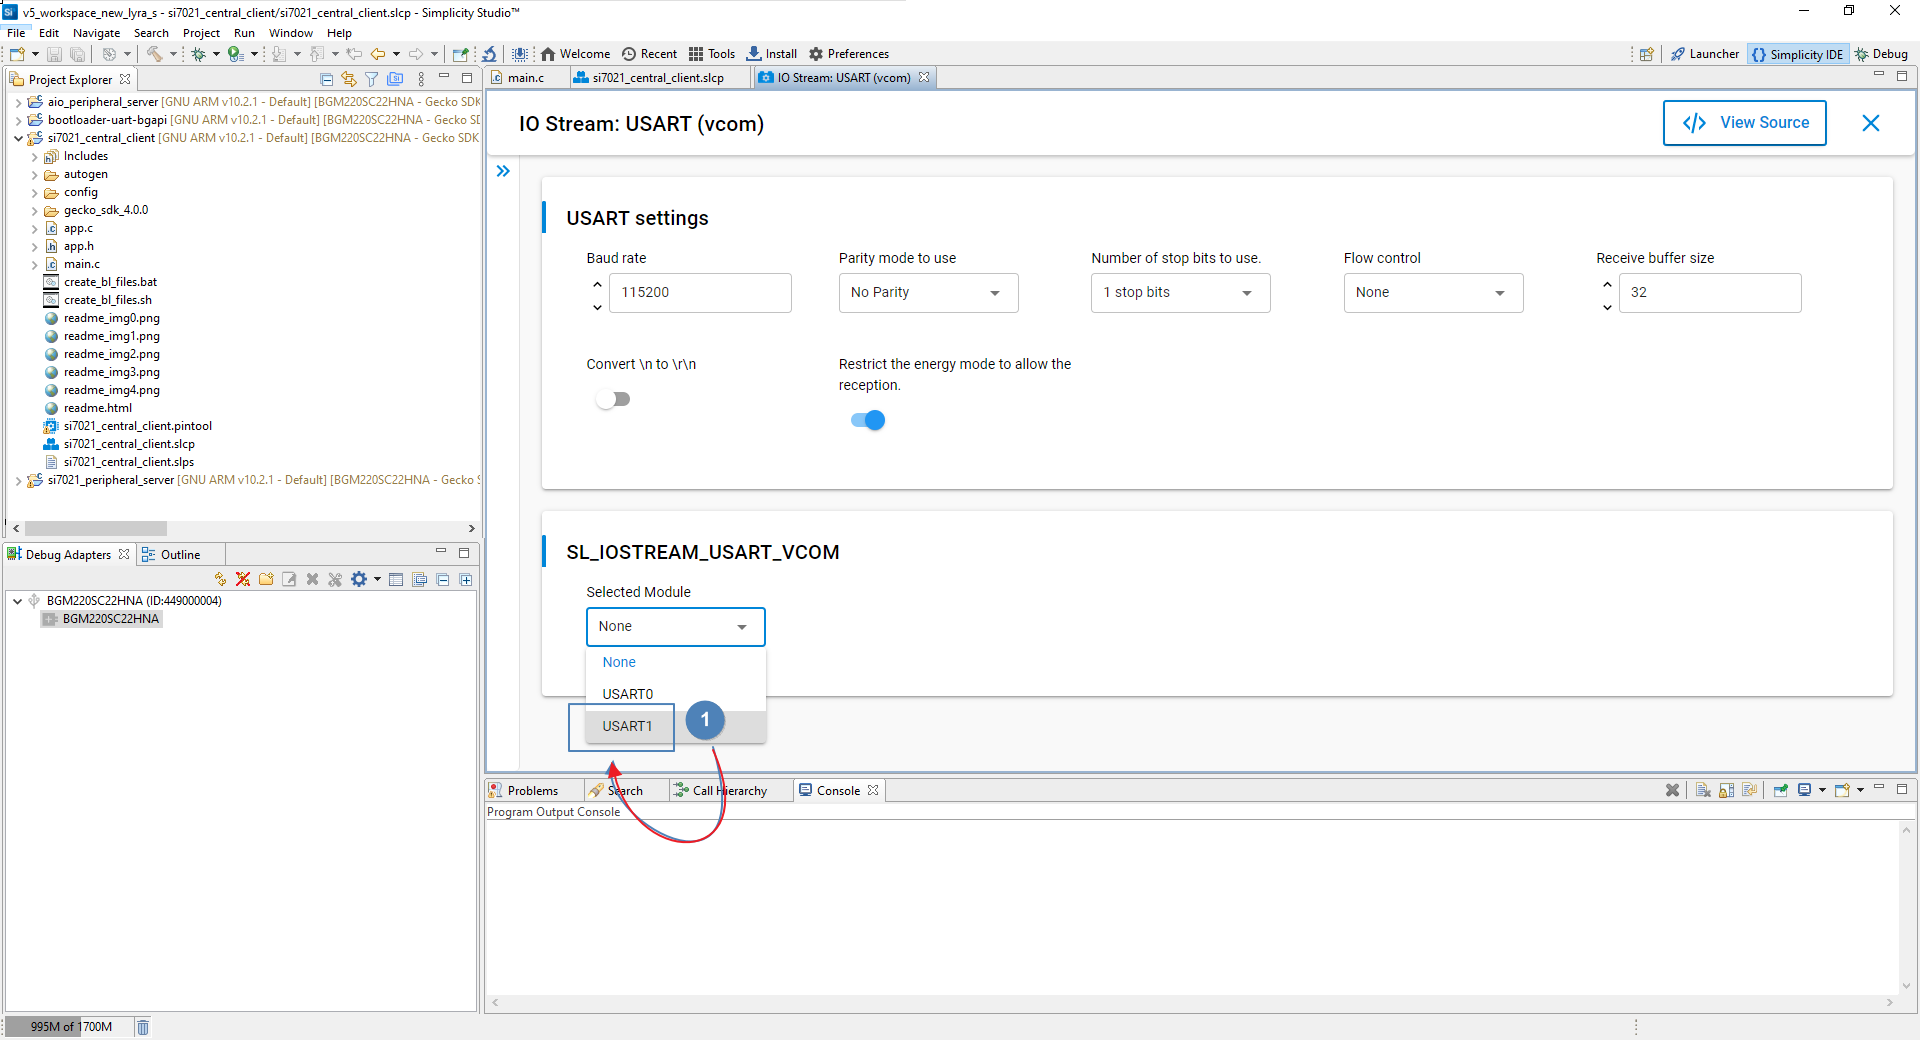 v5_workspace_new_lyra_s - si7021_central_client/si7021_central_client.slcp - Simplicity Studio™
File Edit Navigate Search Project Run Window Help
Welcome Recent Tools Install Preferences Launcher Simplicity IDE Debug
Project Explorer
main.c si7021_central_client.slcp IO Stream: USART (vcom)
aio_peripheral_server [GNU ARM v10.2.1 - Default] [BGM220SC22HNA - Gecko SDK
bootloader-uart-bgapi [GNU ARM v10.2.1 - Default] [BGM220SC22HNA - Gecko SD
si7021_central_client [GNU ARM v10.2.1 - Default] [BGM220SC22HNA - Gecko SDK
Includes
autogen
config
gecko_sdk_4.0.0
app.c
app.h
main.c
create_bl_files.bat
create_bl_files.sh
readme_img0.png
readme_img1.png
readme_img2.png
readme_img3.png
readme_img4.png
readme.html
si7021_central_client.pintool
si7021_central_client.slcp
si7021_central_client.slps
si7021_peripheral_server [GNU ARM v10.2.1 - Default] [BGM220SC22HNA - Gecko S
Debug Adapters Outline
BGM220SC22HNA (ID:449000004)
BGM220SC22HNA
995M of 1700M
IO Stream: USART (vcom)
View Source
USART settings
Baud rate Parity mode to use Number of stop bits to use. Flow control Receive buffer size
115200 No Parity 1 stop bits None 32
Convert \n to \r\n Restrict the energy mode to allow the
reception.
SL_IOSTREAM_USART_VCOM
Selected Module
None
None
USART0
USART1
1
Problems Search Call Hierarchy Console
Program Output Console